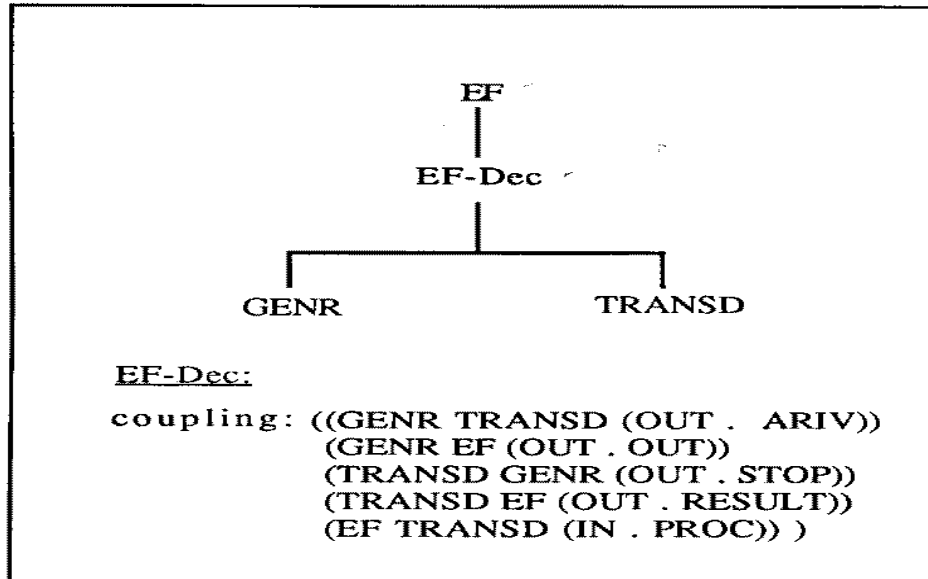 EF
EF-Dec
GENR TRANSD
EF-Dec:
coupling: ((GENR TRANSD (OUT . ARIV))
(GENR EF (OUT . OUT))
(TRANSD GENR (OUT . STOP))
(TRANSD EF (OUT . RESULT))
(EF TRANSD (IN . PROC)) )